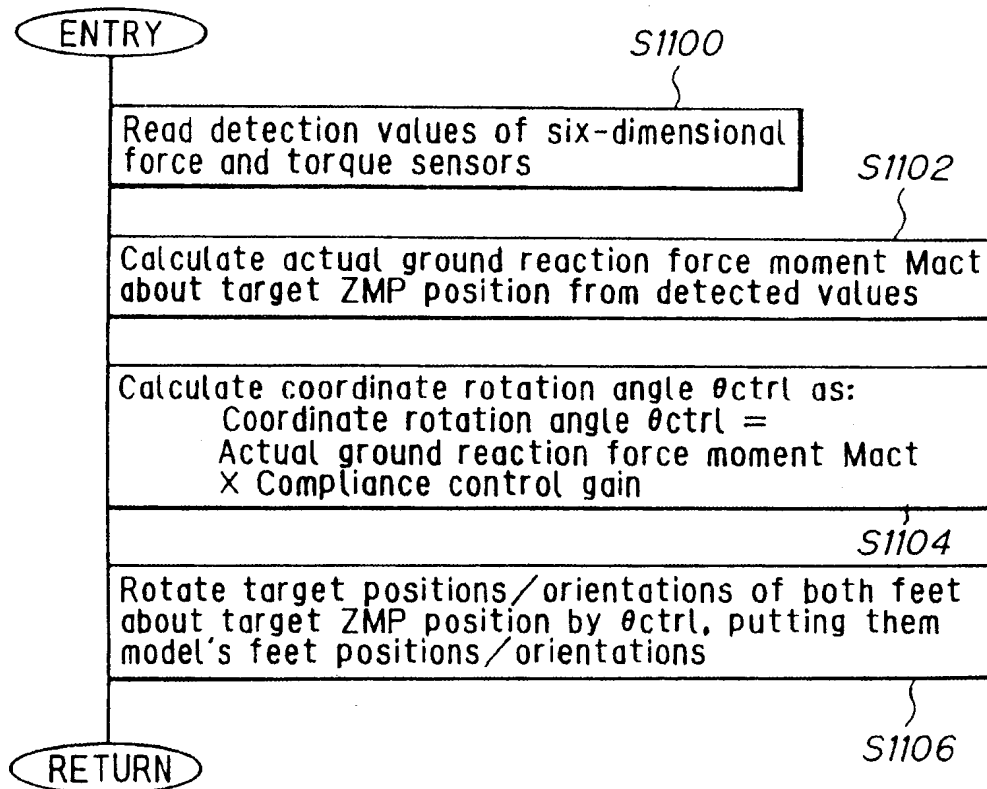 ENTRY
S1100
Read detection values of six-dimensional
force and torque sensors
S1102
Calculate actual ground reaction force moment Mact
about target ZMP position from detected values
Calculate coordinate rotation angle θctrl as:
Coordinate rotation angle θctrl =
Actual ground reaction force moment Mact
X Compliance control gain
S1104
Rotate target positions/orientations of both feet
about target ZMP position by θctrl, putting them
model's feet positions/orientations
S1106
RETURN